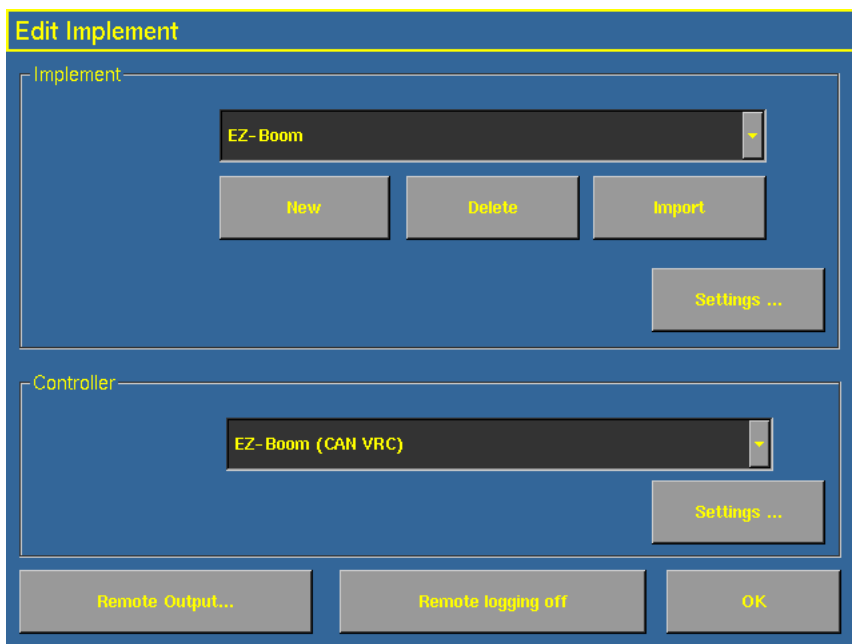 Edit Implement
Implement
EZ-Boom
New Delete Import
Settings ...
Controller
EZ-Boom (CAN VRC)
Settings ...
Remote Output... Remote logging off OK